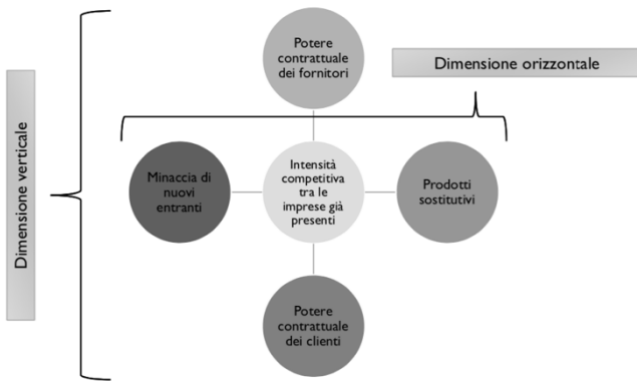 Potere
contrattuale
dei fornitori
Dimensione orizzontale
Dimensione verticale
Minaccia di
nuovi
entranti
Intensità
competitiva
tra le
imprese già
presenti
Prodotti
sostitutivi
Potere
contrattuale
dei clienti